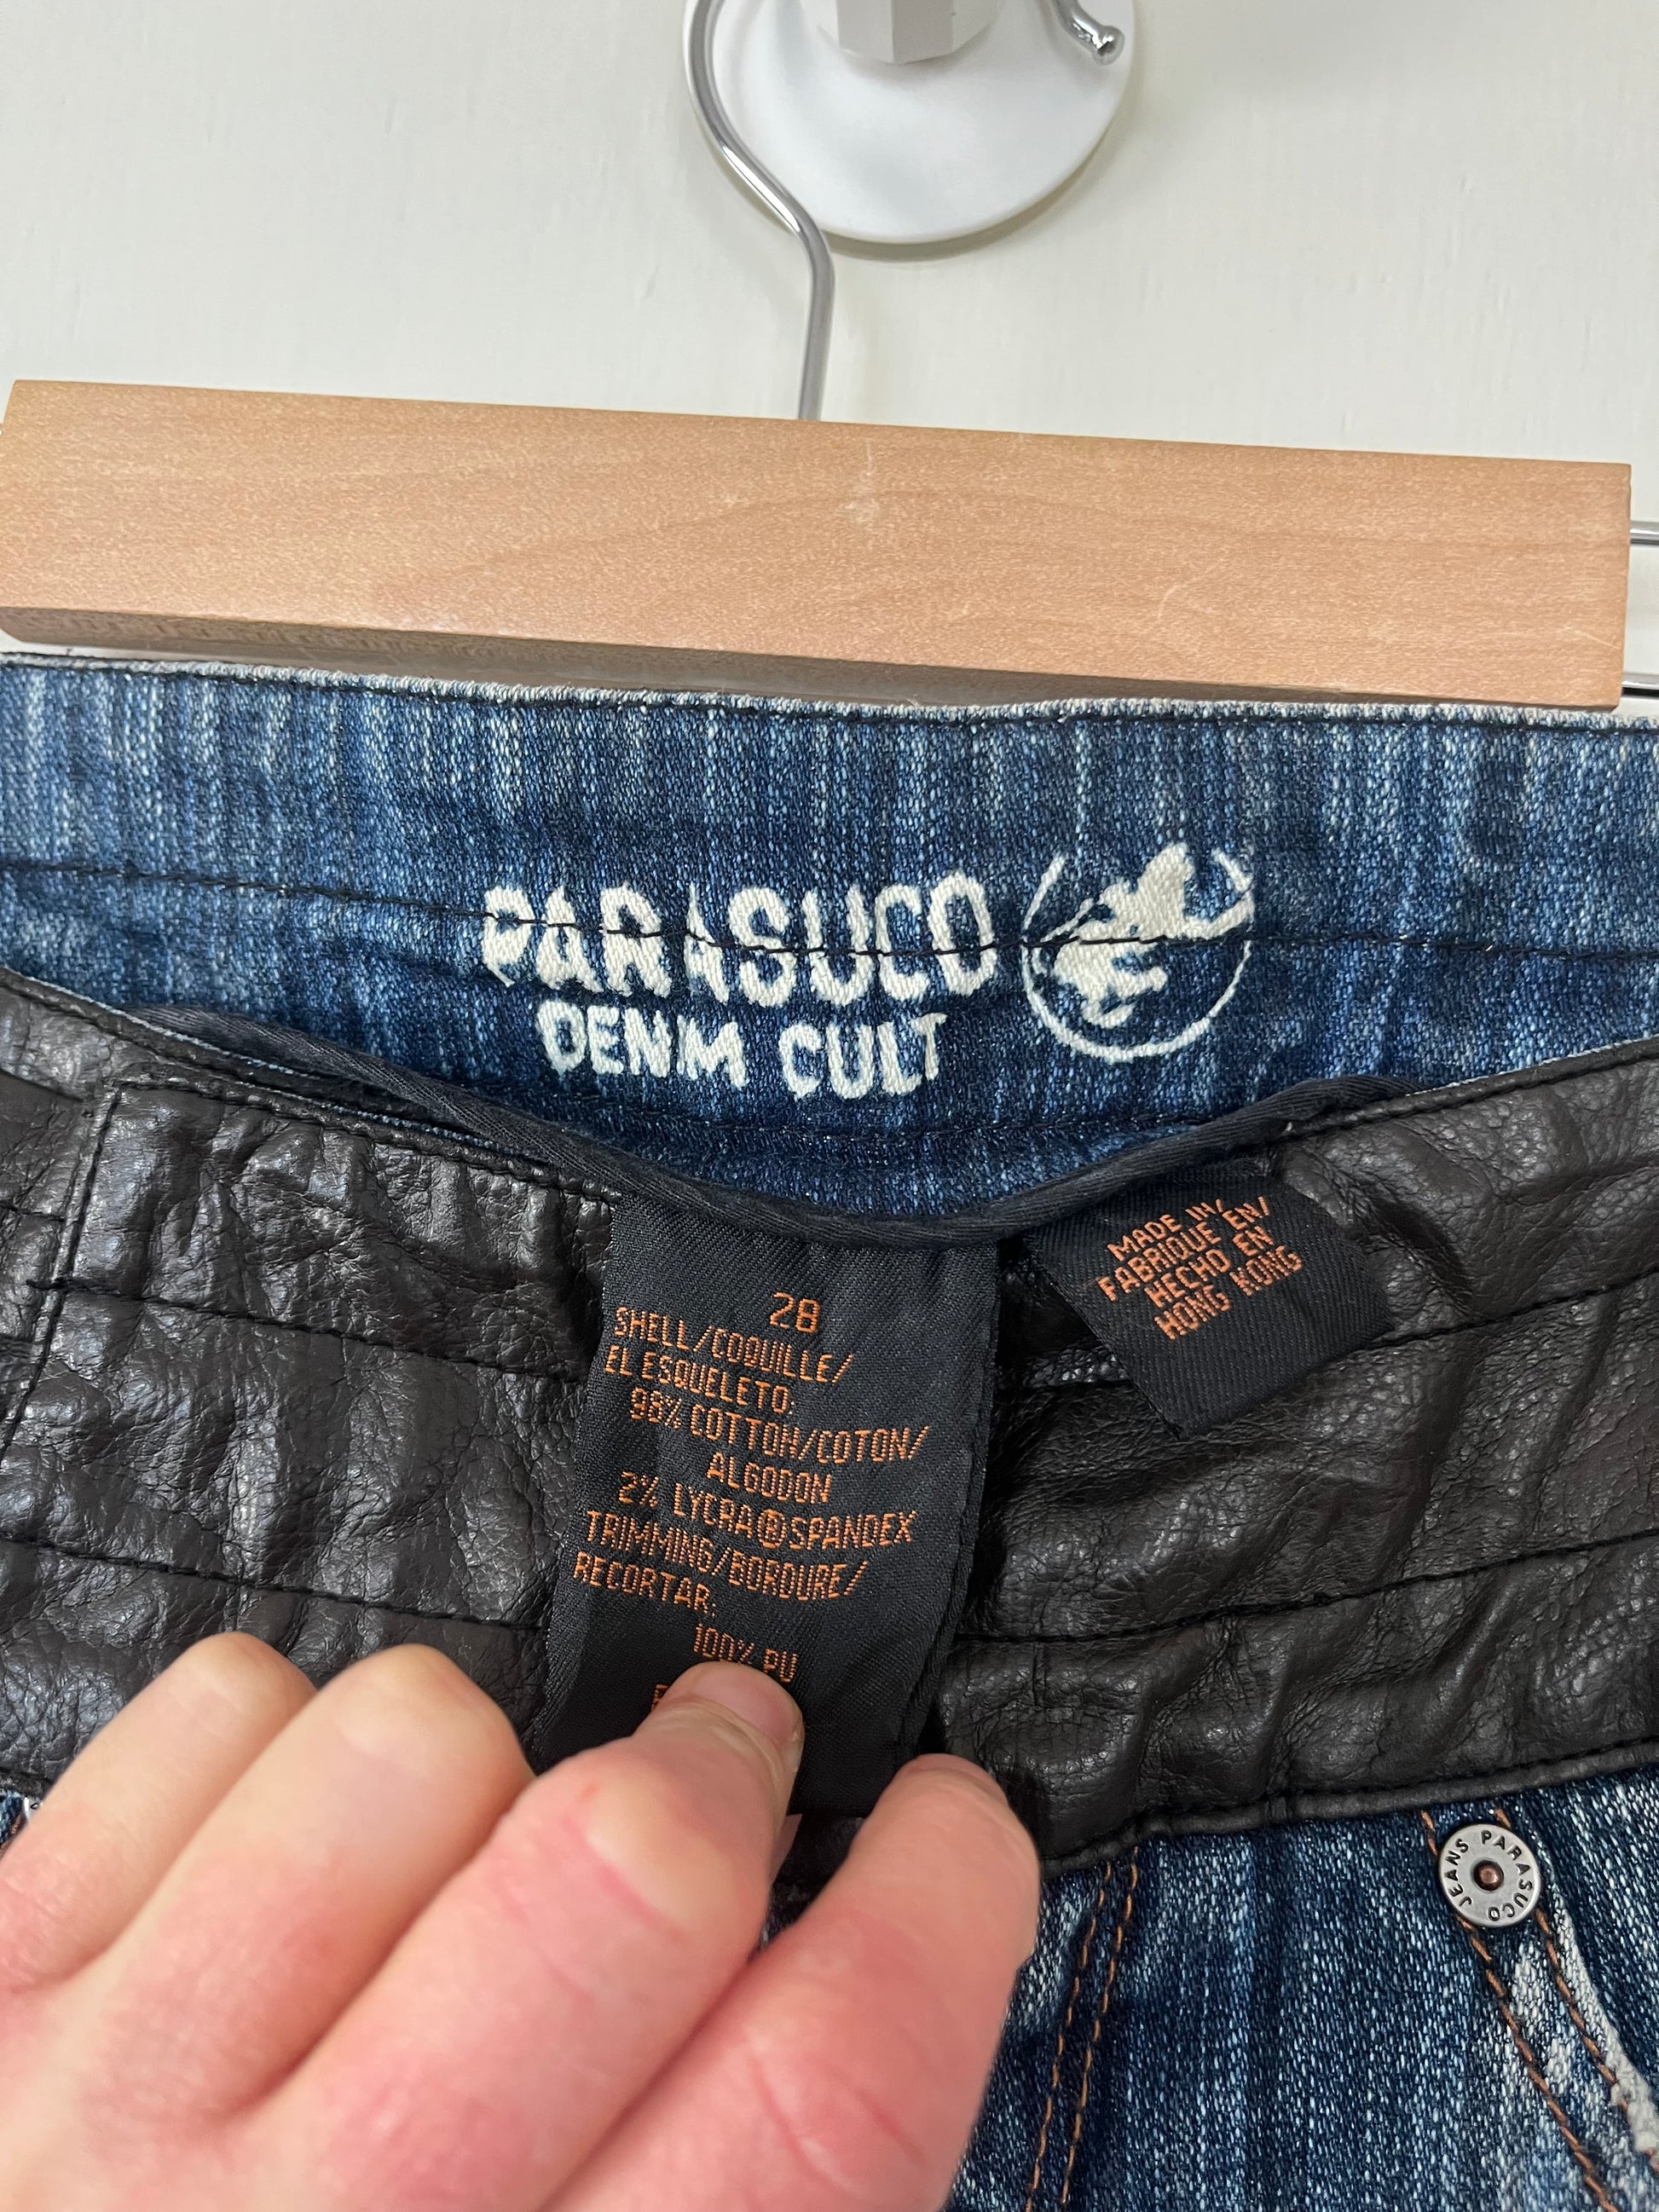 PARASUCO
DENIM CULT
MADE IN/
FABRIQUE EN/
HECHO EN
HONG KONG
28
SHELL/COQUILLE/
EL ESQUELETO:
98% COTTON/COTON/
ALGODON
2% LYCRA®SPANDEX
TRIMMING/BORDURE/
RECORTAR:
100% PU
JEANS PARASUCO